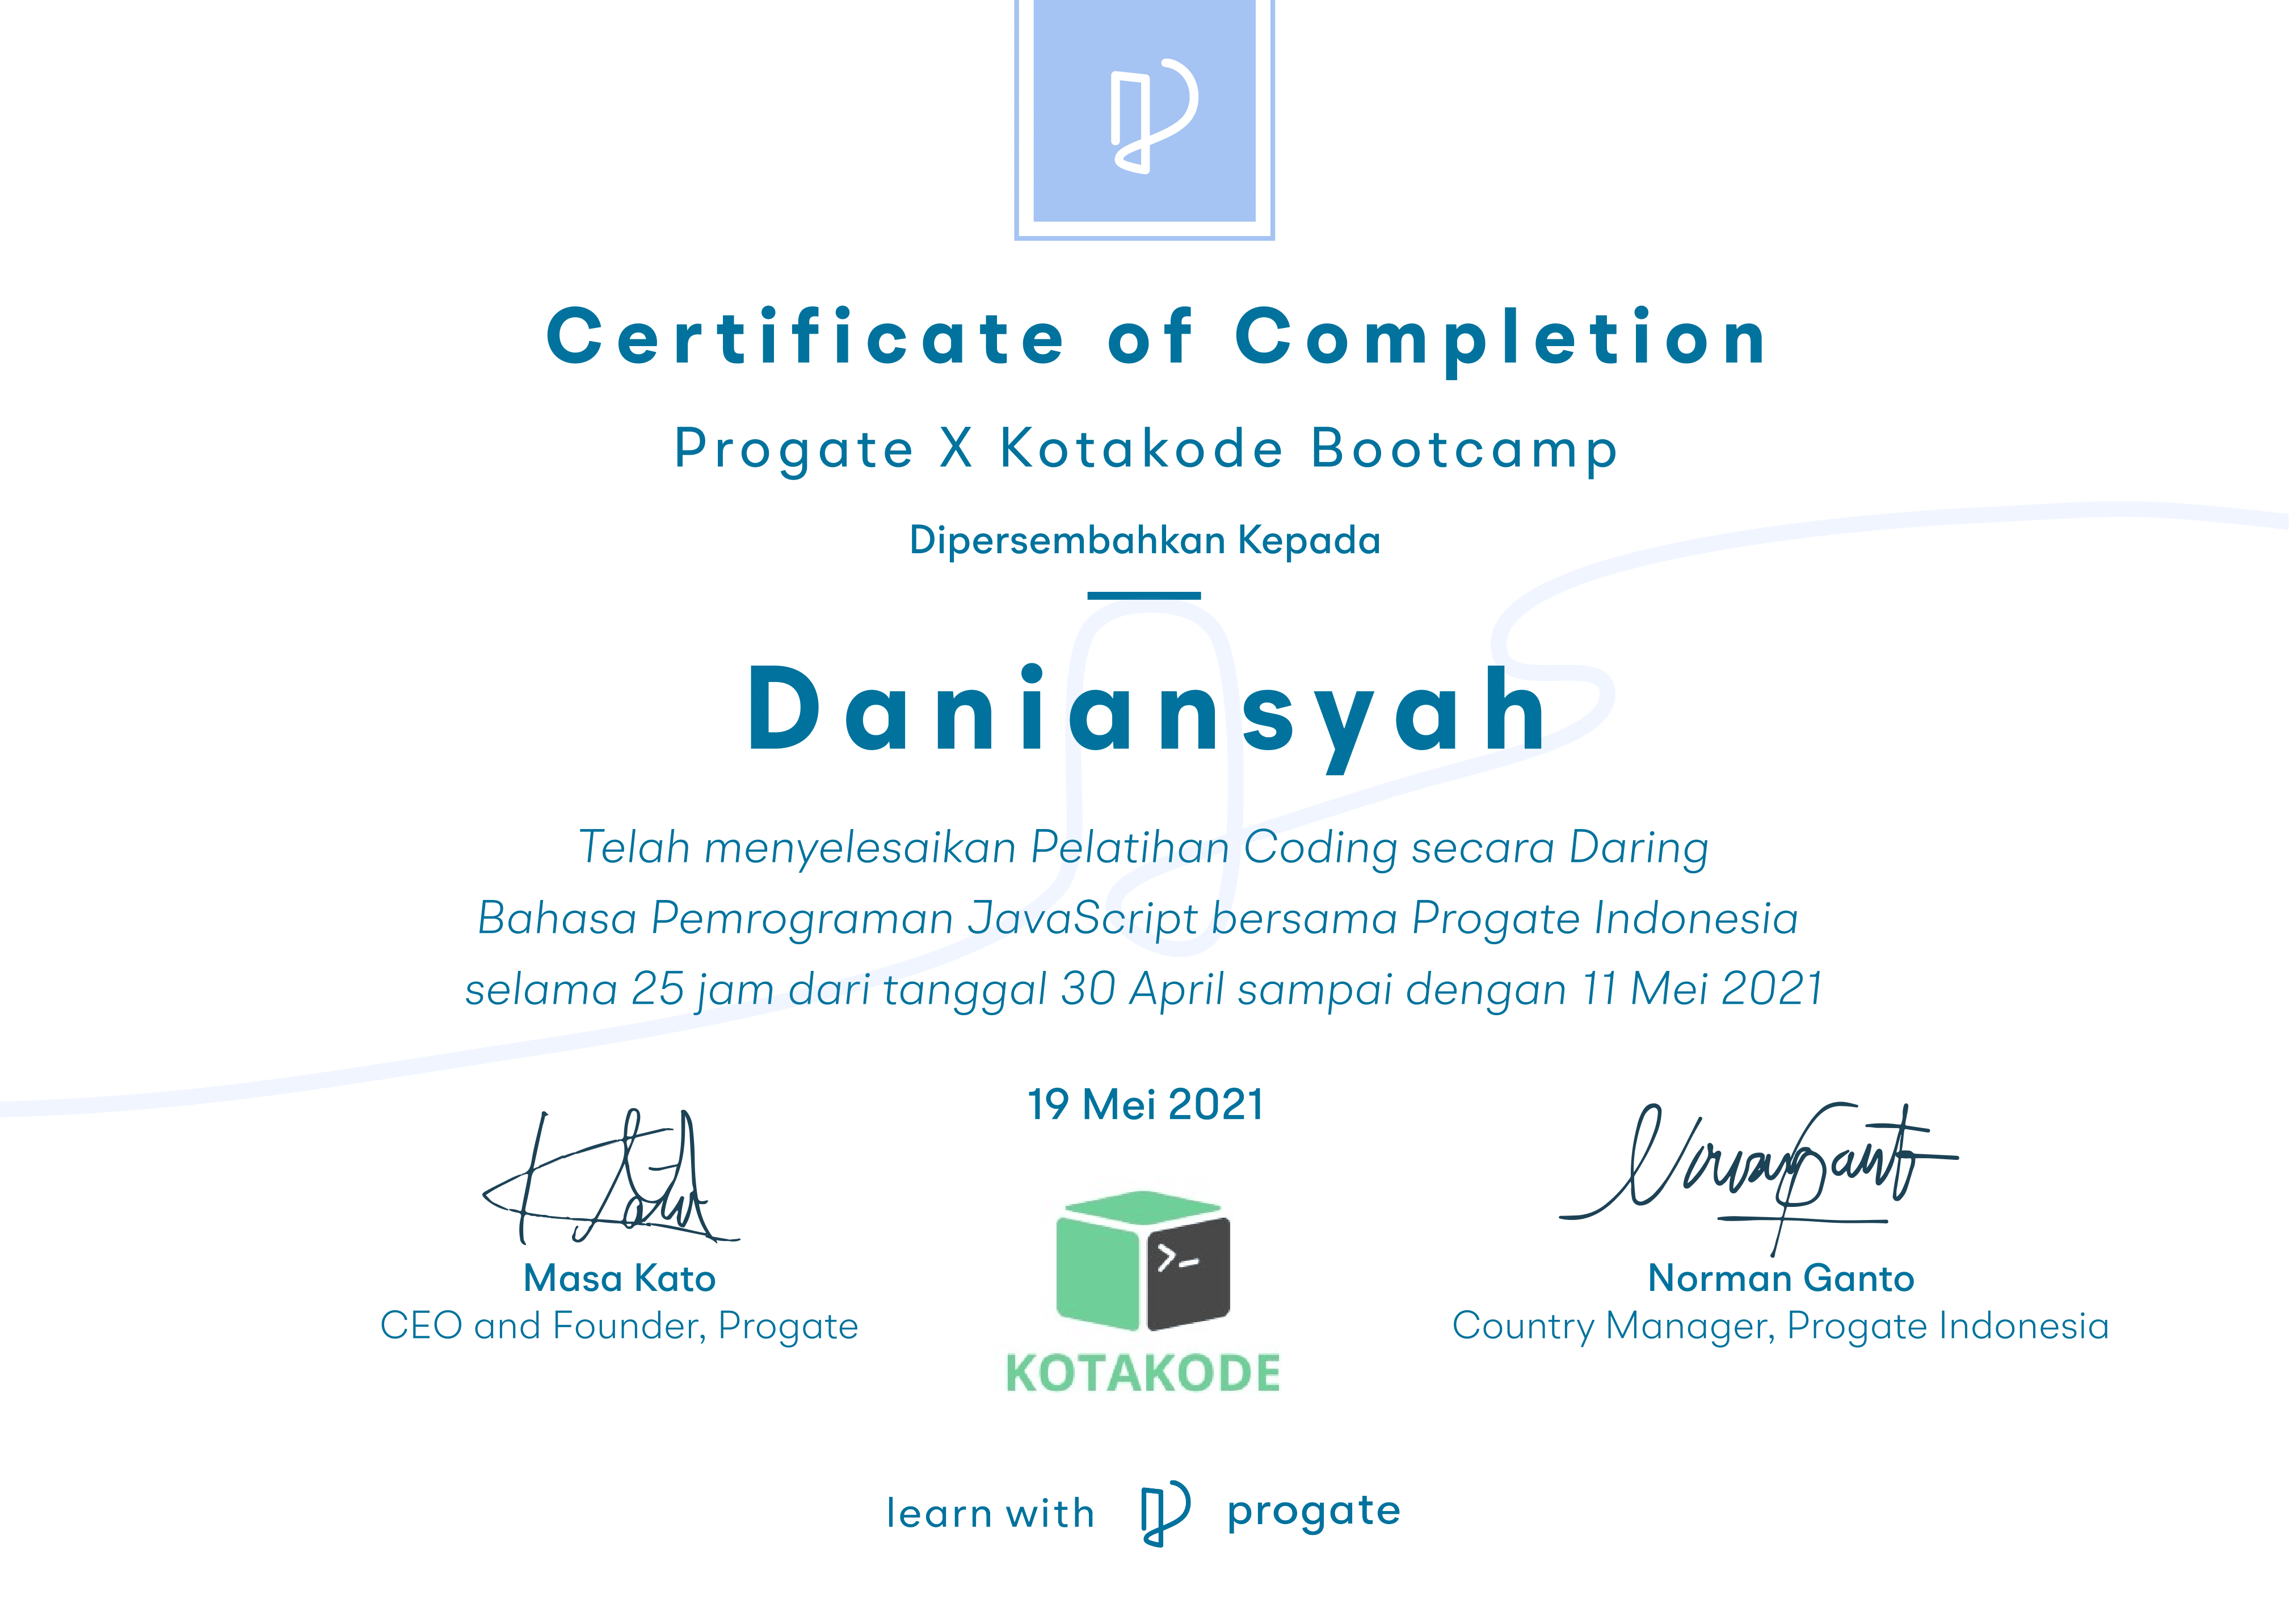 Certificate of Completion
Progate X Kotakode Bootcamp
Dipersembahkan Kepada
Daniansyah
Telah menyelesaikan Pelatihan Coding secara Daring
Bahasa Pemrograman JavaScript bersama Progate Indonesia
selama 25 jam dari tanggal 30 April sampai dengan 11 Mei 2021
19 Mei 2021
Masa Kato
CEO and Founder, Progate
>_
KOTAKODE
Norman Ganto
Country Manager, Progate Indonesia
learn with progate